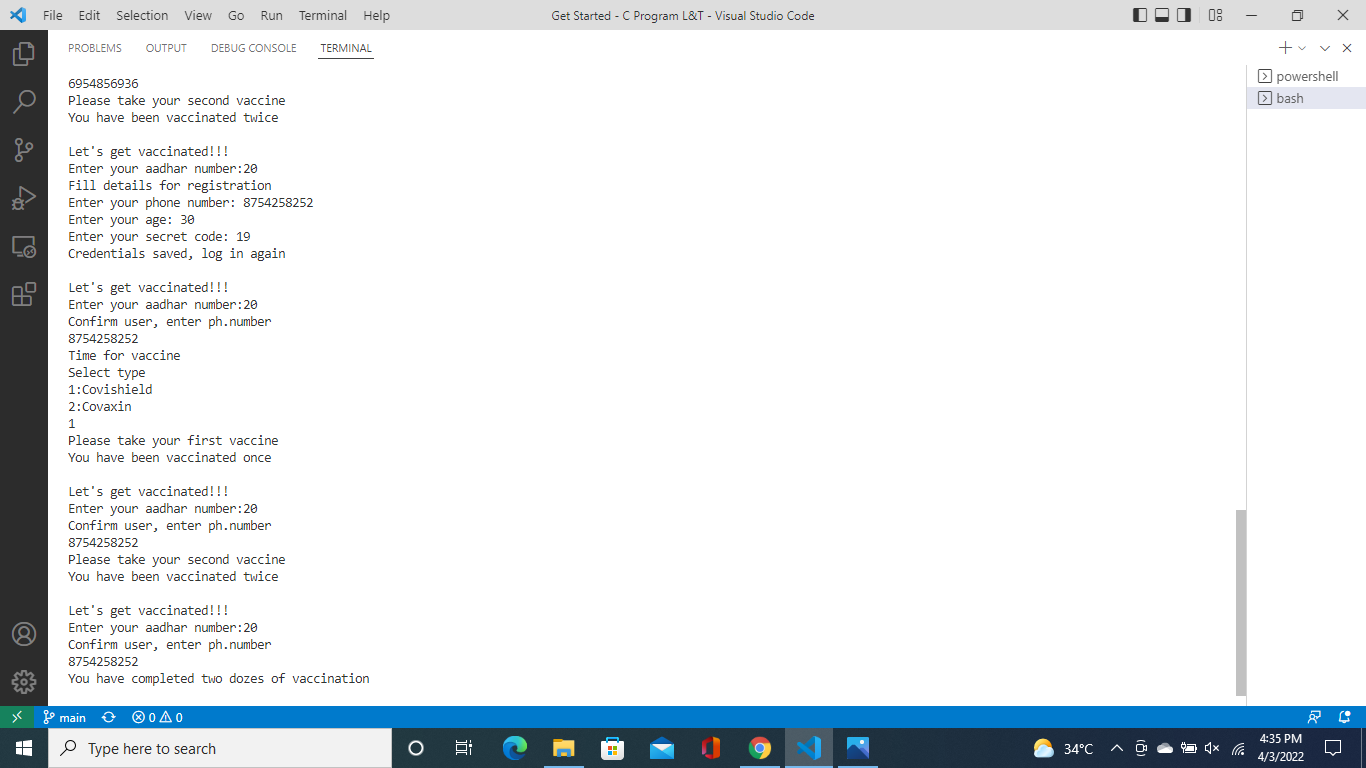 File Edit Selection View Go Run Terminal Help Get Started - C Program L&T - Visual Studio Code
PROBLEMS OUTPUT DEBUG CONSOLE TERMINAL
powershell
bash
6954856936
Please take your second vaccine
You have been vaccinated twice
Let's get vaccinated!!!
Enter your aadhar number:20
Fill details for registration
Enter your phone number: 8754258252
Enter your age: 30
Enter your secret code: 19
Credentials saved, log in again
Let's get vaccinated!!!
Enter your aadhar number:20
Confirm user, enter ph.number
8754258252
Time for vaccine
Select type
1:Covishield
2:Covaxin
1
Please take your first vaccine
You have been vaccinated once
Let's get vaccinated!!!
Enter your aadhar number:20
Confirm user, enter ph.number
8754258252
Please take your second vaccine
You have been vaccinated twice
Let's get vaccinated!!!
Enter your aadhar number:20
Confirm user, enter ph.number
8754258252
You have completed two dozes of vaccination
main 0 0
Type here to search 34°C 4:35 PM
4/3/2022